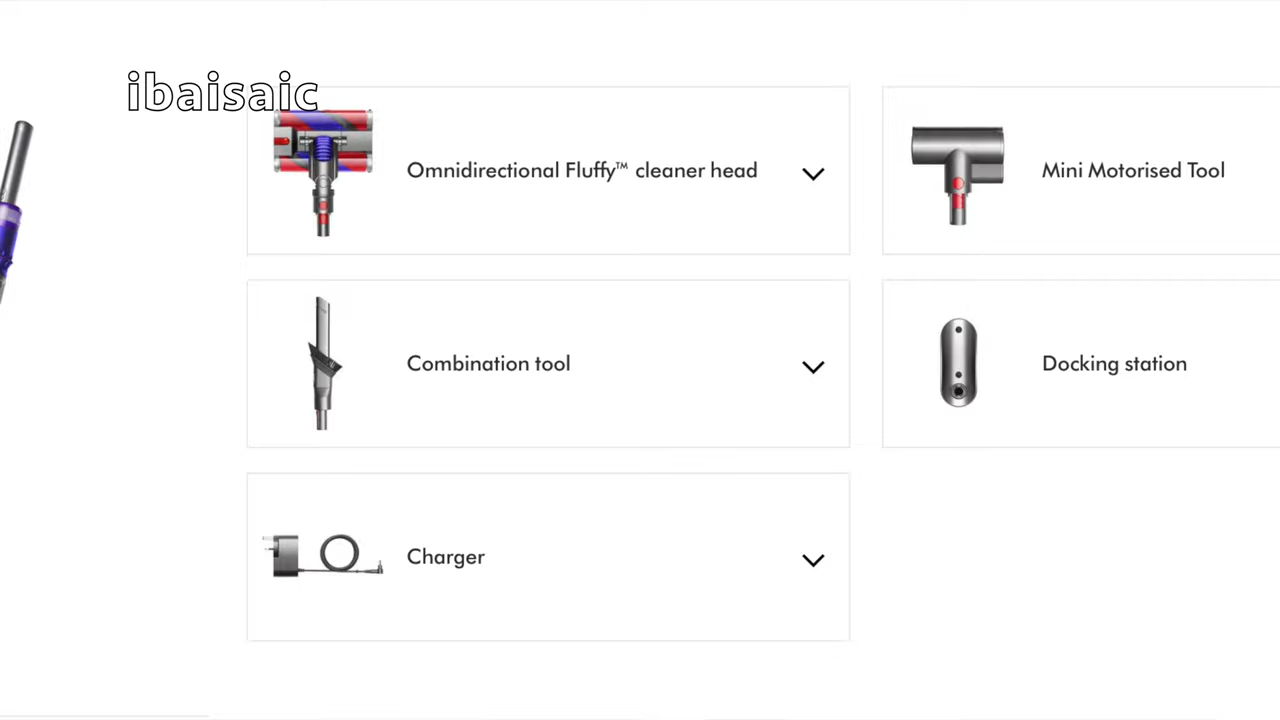 ibaisaic
Omnidirectional Fluffy™ cleaner head
Mini Motorised Tool
Combination tool
Docking station
Charger